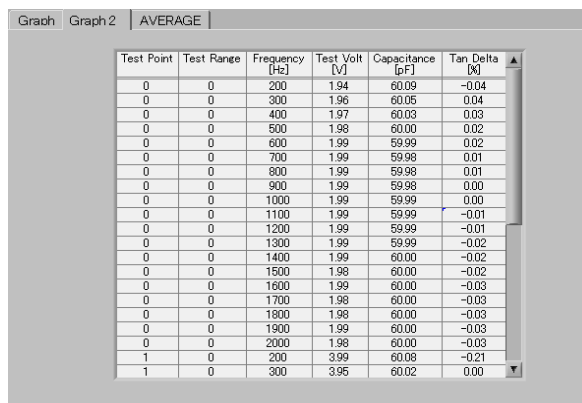 Graph Graph 2 AVERAGE
Test Point Test Range Frequency [Hz] Test Volt [V] Capacitance [pF] Tan Delta [%]
0 0 200 1.94 60.09 -0.04
0 0 300 1.96 60.05 0.04
0 0 400 1.97 60.03 0.03
0 0 500 1.98 60.00 0.02
0 0 600 1.99 59.99 0.02
0 0 700 1.99 59.98 0.01
0 0 800 1.99 59.98 0.01
0 0 900 1.99 59.98 0.00
0 0 1000 1.99 59.99 0.00
0 0 1100 1.99 59.99 -0.01
0 0 1200 1.99 59.99 -0.01
0 0 1300 1.99 59.99 -0.02
0 0 1400 1.99 60.00 -0.02
0 0 1500 1.98 60.00 -0.02
0 0 1600 1.99 60.00 -0.03
0 0 1700 1.98 60.00 -0.03
0 0 1800 1.98 60.00 -0.03
0 0 1900 1.99 60.00 -0.03
0 0 2000 1.98 60.00 -0.03
1 0 200 3.99 60.08 -0.21
1 0 300 3.95 60.02 0.00